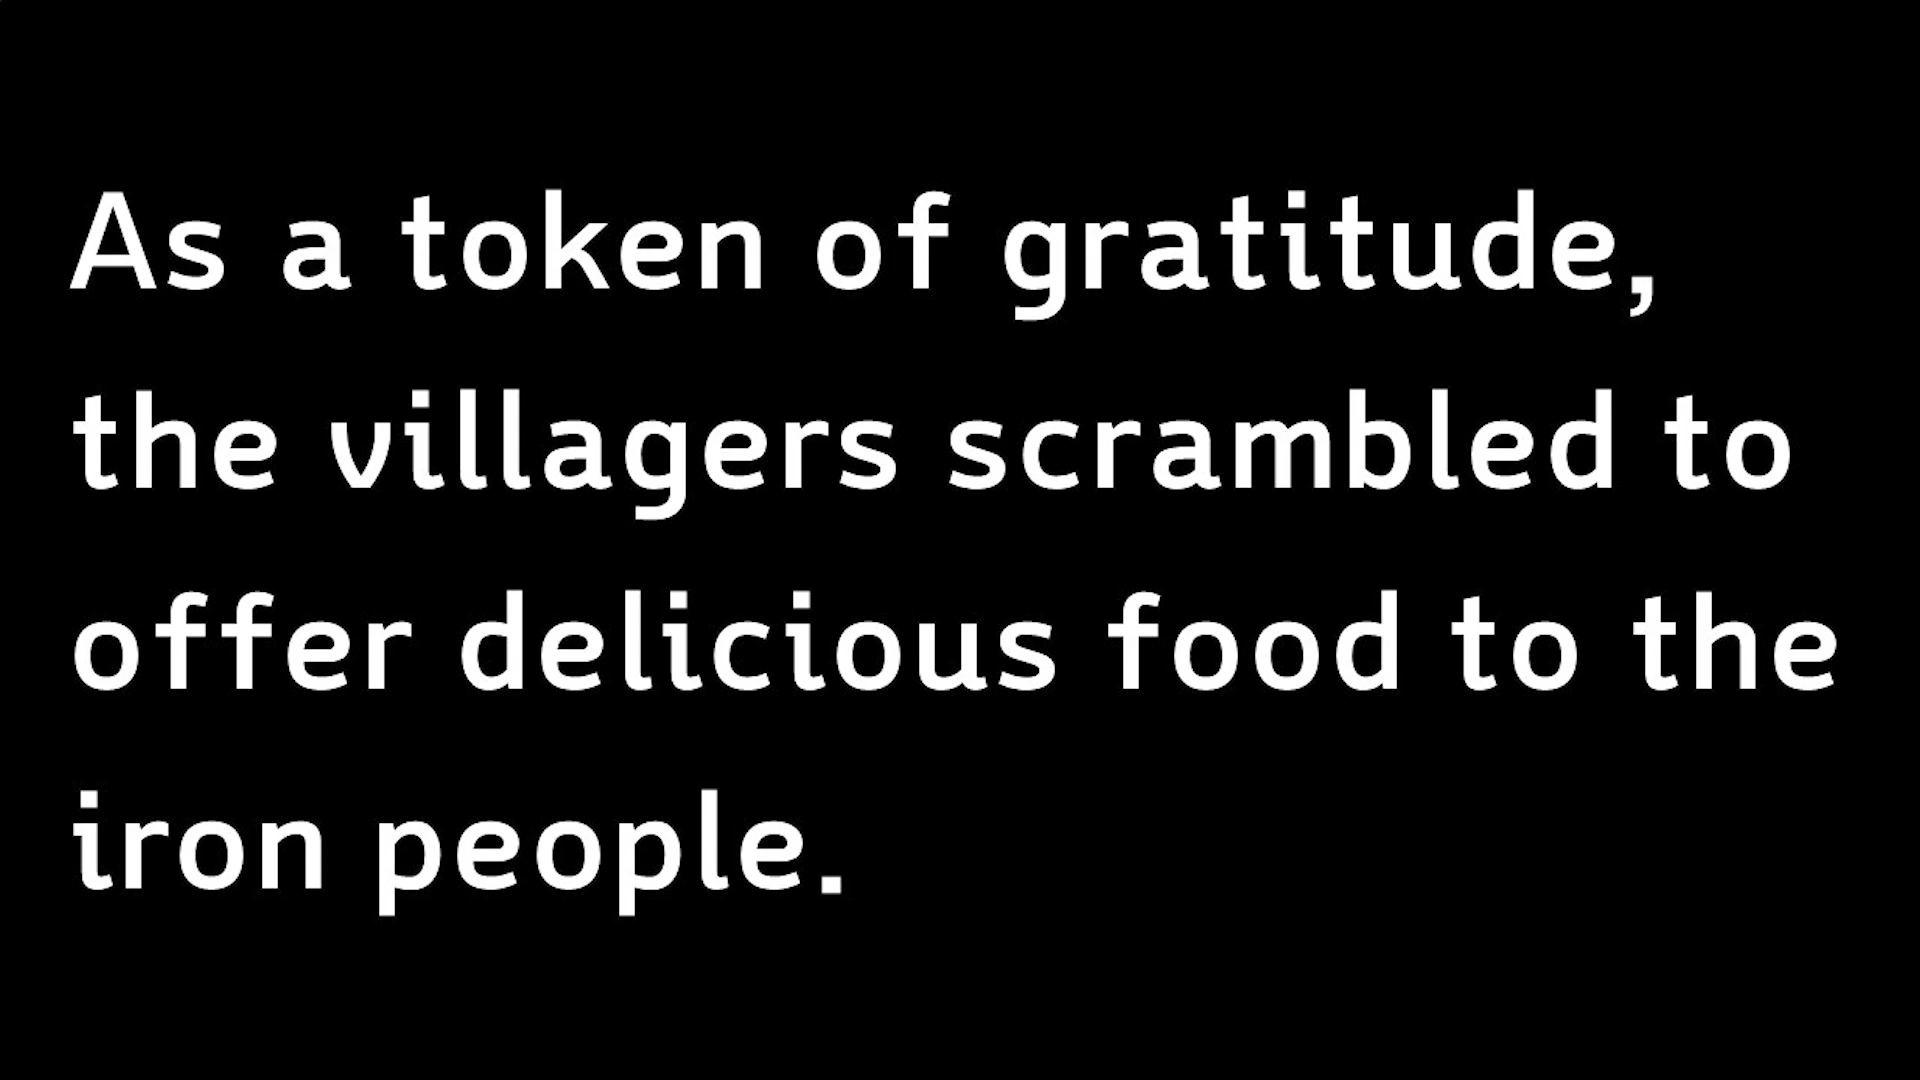 As a token of gratitude,
the villagers scrambled to
offer delicious food to the
iron people.